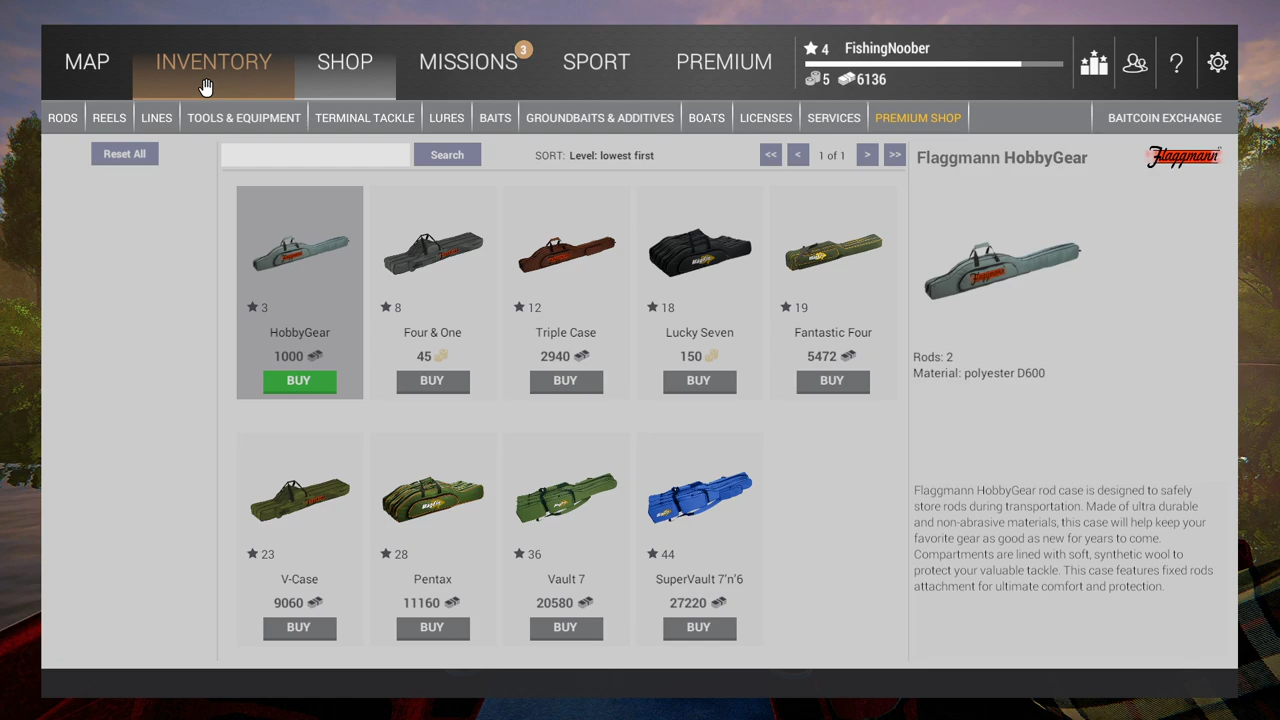 MAP INVENTORY SHOP MISSIONS 3 SPORT PREMIUM 4 FishingNoober
5 6136
RODS REELS LINES TOOLS & EQUIPMENT TERMINAL TACKLE LURES BAITS GROUNDBAITS & ADDITIVES BOATS LICENSES SERVICES PREMIUM SHOP BAITCOIN EXCHANGE
Reset All Search SORT: Level: lowest first << < 1 of 1 > >> Flaggmann HobbyGear Flaggmann
3 8 12 18 19
HobbyGear Four & One Triple Case Lucky Seven Fantastic Four
1000 45 2940 150 5472
BUY BUY BUY BUY BUY
Rods: 2
Material: polyester D600
23 28 36 44
V-Case Pentax Vault 7 SuperVault 7'n'6
9060 11160 20580 27220
BUY BUY BUY BUY
Flaggmann HobbyGear rod case is designed to safely
store rods during transportation. Made of ultra durable
and non-abrasive materials, this case will help keep your
favorite gear as good as new for years to come.
Compartments are lined with soft, synthetic wool to
protect your valuable tackle. This case features fixed rods
attachment for ultimate comfort and protection.